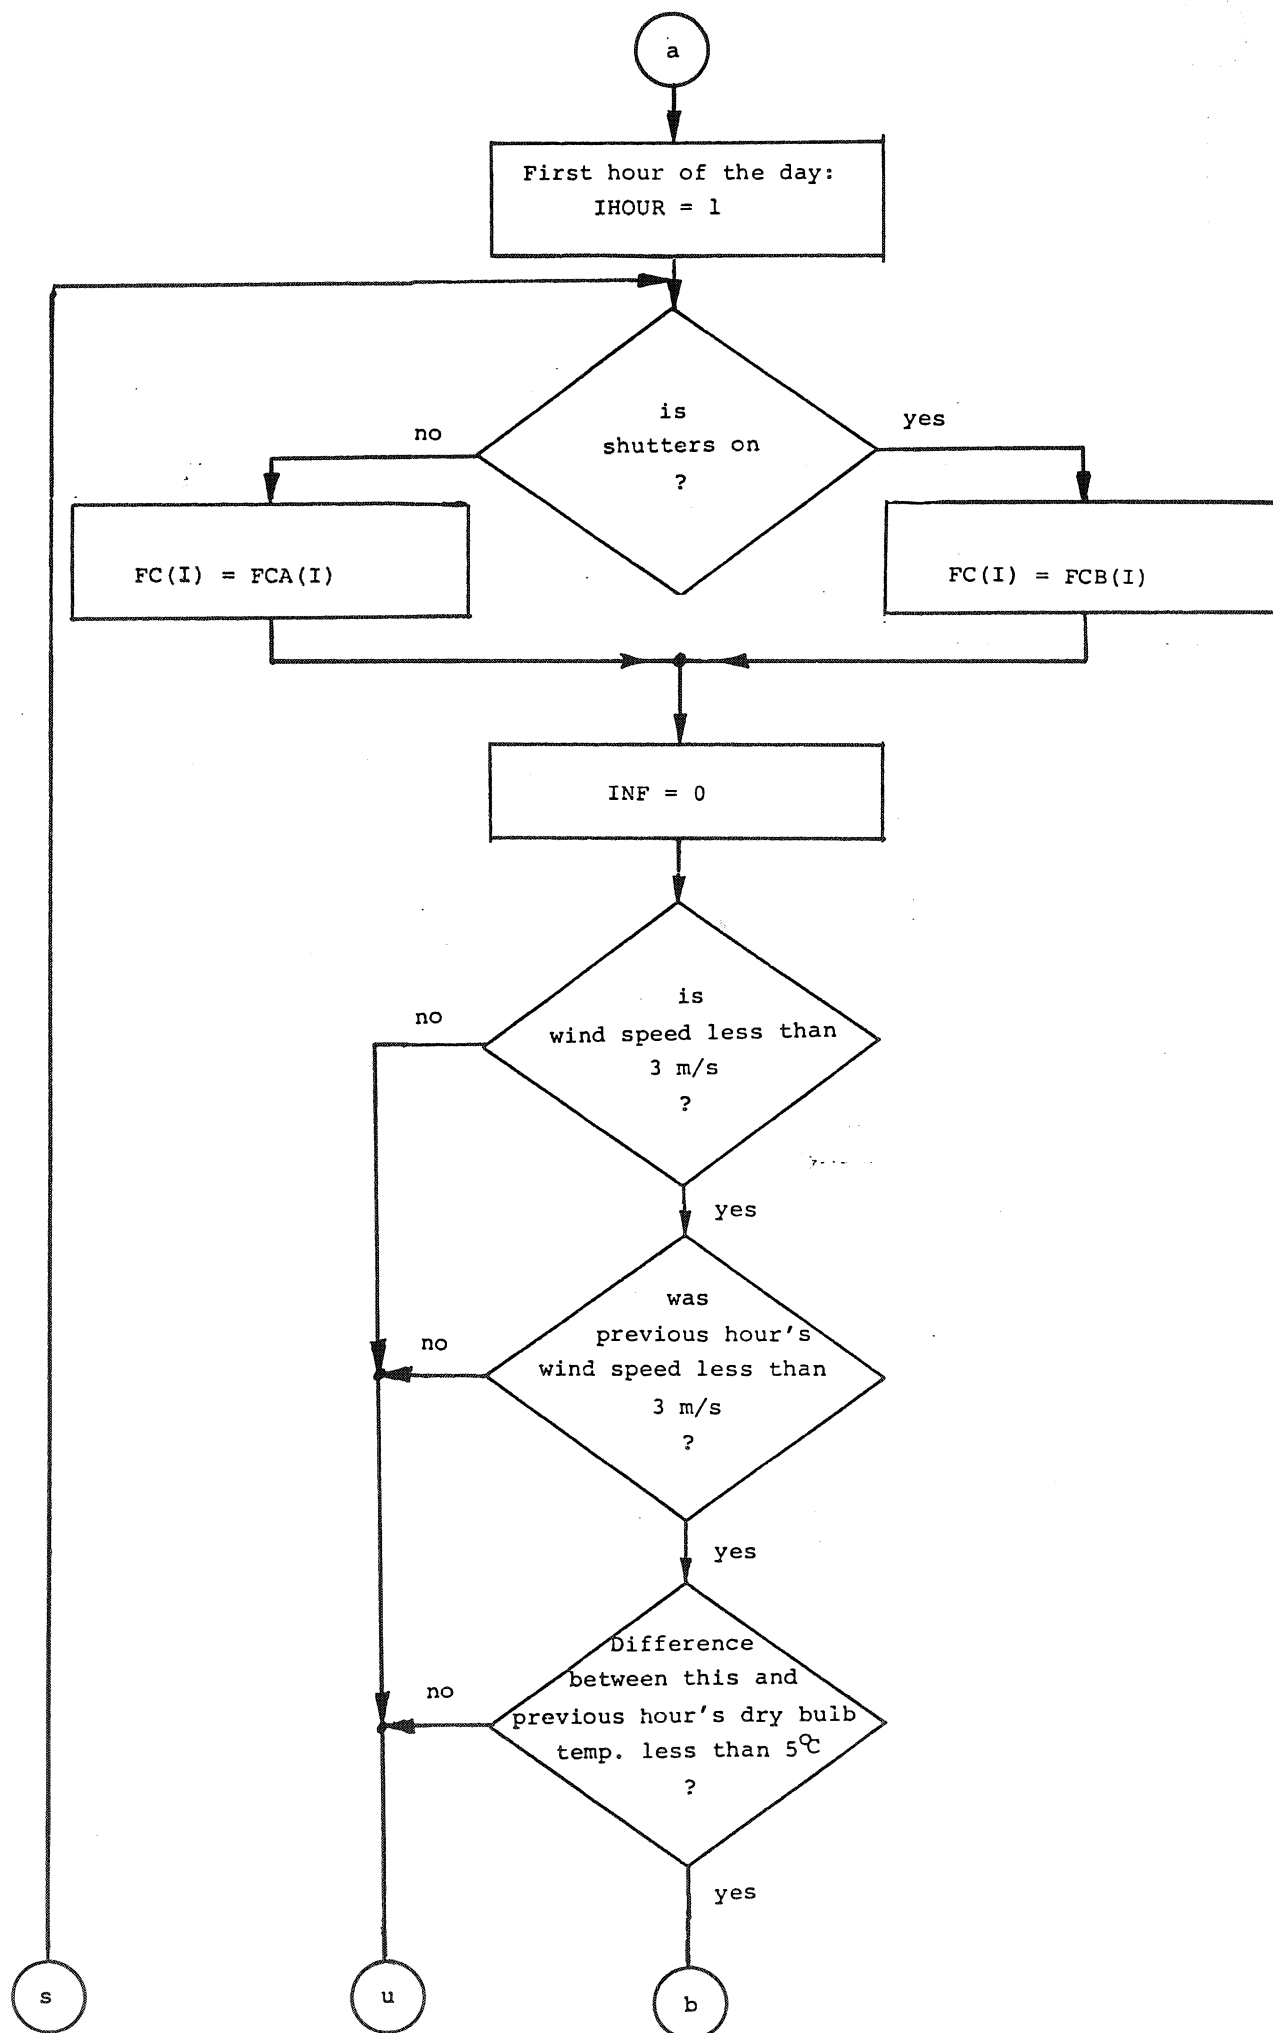 a
First hour of the day:
IHOUR = 1
is
shutters on
?
no
yes
FC(I) = FCA(I)
FC(I) = FCB(I)
INF = 0
is
wind speed less than
3 m/s
?
no
yes
was
previous hour's
wind speed less than
3 m/s
?
no
yes
Difference
between this and
previous hour's dry bulb
temp. less than 5°C
?
no
yes
s
u
b